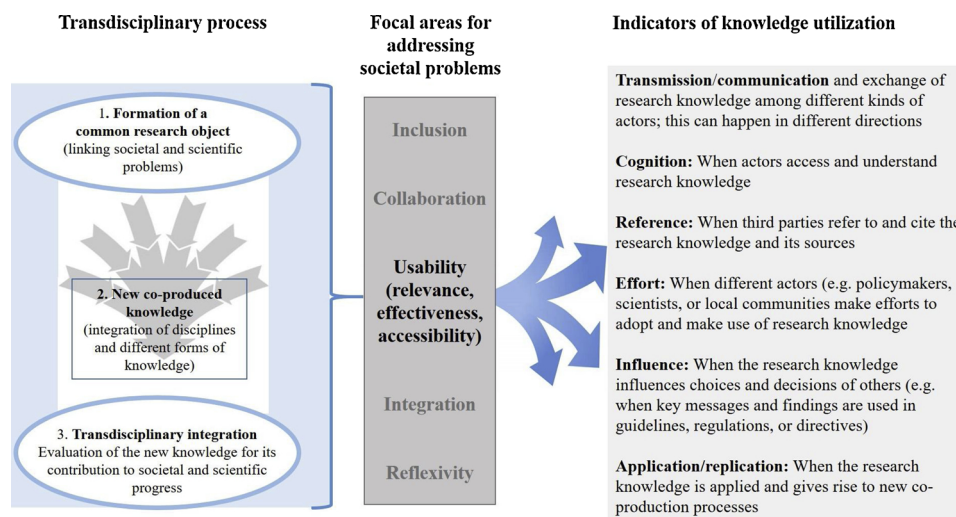 Transdisciplinary process
1. Formation of a
common research object
(linking societal and scientific
problems)
2. New co-produced
knowledge
(integration of disciplines
and different forms of
knowledge)
3. Transdisciplinary integration
Evaluation of the new knowledge for its
contribution to societal and scientific
progress
Focal areas for
addressing
societal problems
Inclusion
Collaboration
Usability
(relevance,
effectiveness,
accessibility)
Integration
Reflexivity
Indicators of knowledge utilization
Transmission/communication and exchange of
research knowledge among different kinds of
actors; this can happen in different directions
Cognition: When actors access and understand
research knowledge
Reference: When third parties refer to and cite the
research knowledge and its sources
Effort: When different actors (e.g. policymakers,
scientists, or local communities make efforts to
adopt and make use of research knowledge
Influence: When the research knowledge
influences choices and decisions of others (e.g.
when key messages and findings are used in
guidelines, regulations, or directives)
Application/replication: When the research
knowledge is applied and gives rise to new co-
production processes